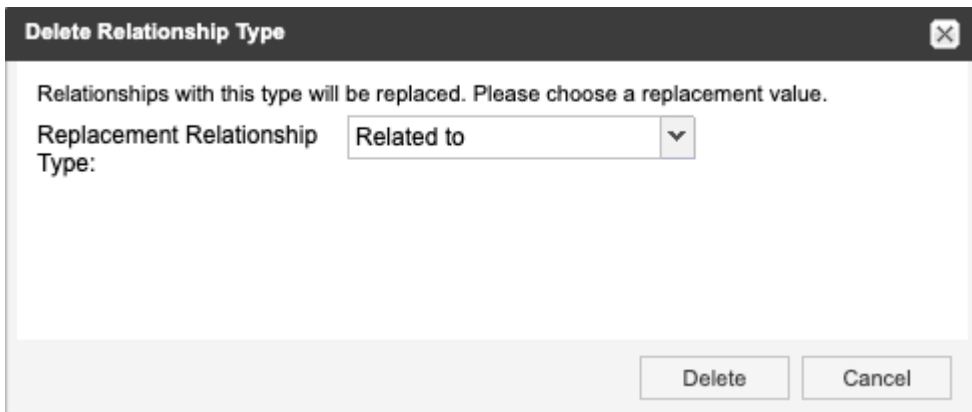 Delete Relationship Type
Relationships with this type will be replaced. Please choose a replacement value.
Replacement Relationship
Type:
Related to
Delete
Cancel